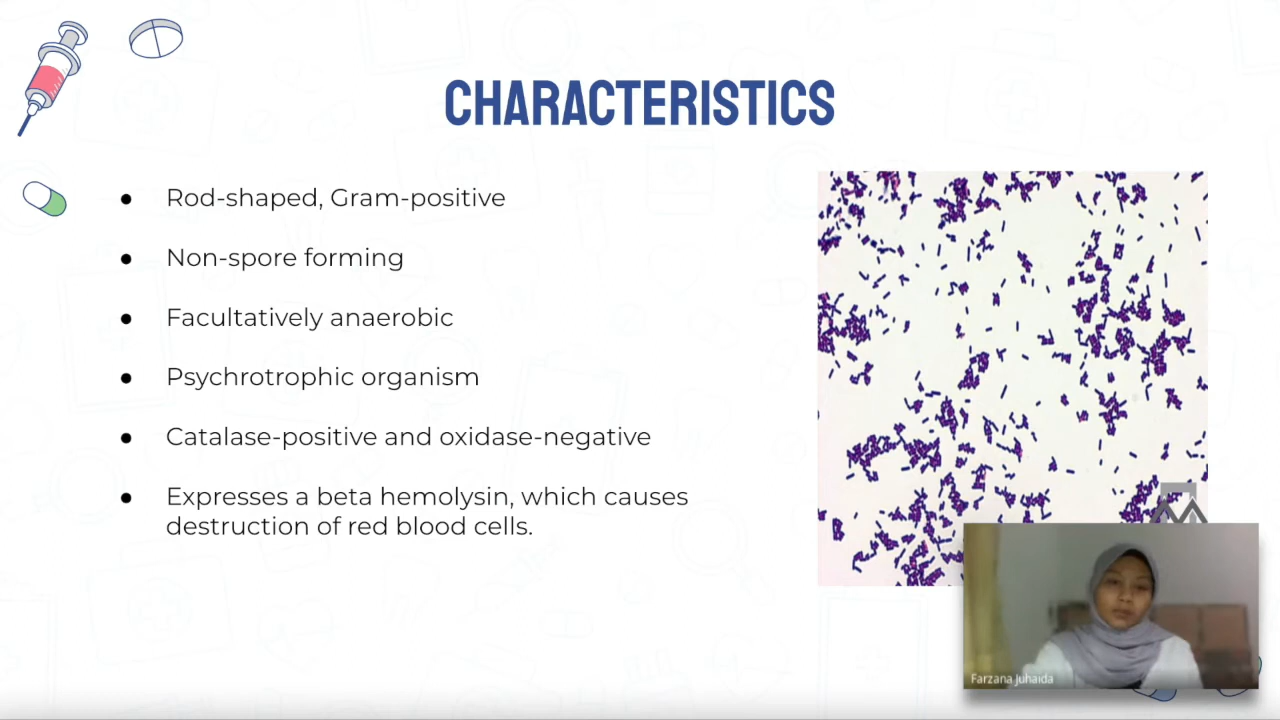 CHARACTERISTICS
● Rod-shaped, Gram-positive
● Non-spore forming
● Facultatively anaerobic
● Psychrotrophic organism
● Catalase-positive and oxidase-negative
● Expresses a beta hemolysin, which causes
destruction of red blood cells.
Farzana Juhaida